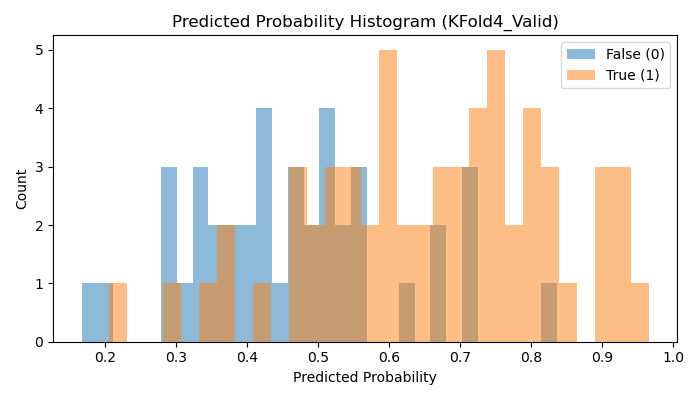 Predicted Probability Histogram (KFold4_Valid)
False (0)
True (1)
Count
5
4
3
2
1
0
0.2 0.3 0.4 0.5 0.6 0.7 0.8 0.9 1.0
Predicted Probability